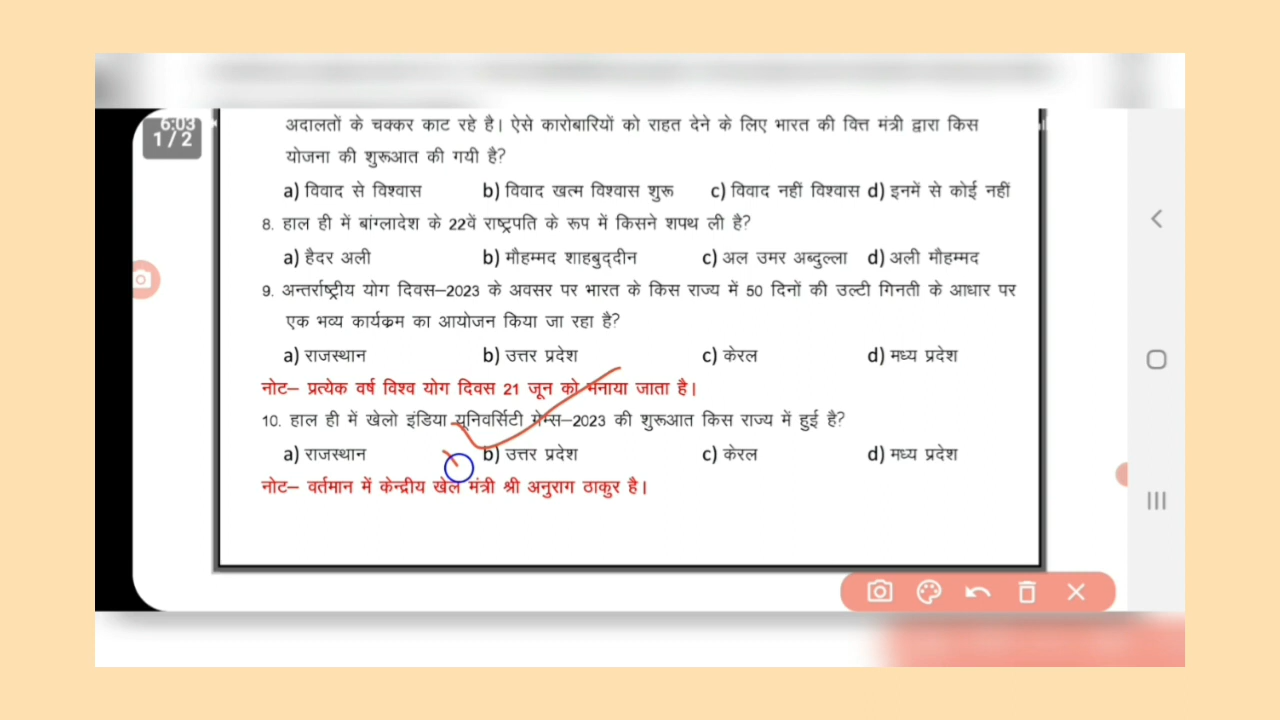 6:03
1 / 2
अदालतों के चक्कर काट रहे है। ऐसे कारोबारियों को राहत देने के लिए भारत की वित्त मंत्री द्वारा किस
योजना की शुरूआत की गयी है?
a) विवाद से विश्वास b) विवाद खत्म विश्वास शुरू c) विवाद नहीं विश्वास d) इनमें से कोई नहीं
8. हाल ही में बांग्लादेश के 22वें राष्ट्रपति के रूप में किसने शपथ ली है?
a) हैदर अली b) मौहम्मद शाहबुद्दीन c) अल उमर अब्दुल्ला d) अली मौहम्मद
9. अन्तर्राष्ट्रीय योग दिवस–2023 के अवसर पर भारत के किस राज्य में 50 दिनों की उल्टी गिनती के आधार पर
एक भव्य कार्यक्रम का आयोजन किया जा रहा है?
a) राजस्थान b) उत्तर प्रदेश c) केरल d) मध्य प्रदेश
नोट– प्रत्येक वर्ष विश्व योग दिवस 21 जून को मनाया जाता है।
10. हाल ही में खेलो इंडिया यूनिवर्सिटी गेम्स–2023 की शुरूआत किस राज्य में हुई है?
a) राजस्थान b) उत्तर प्रदेश c) केरल d) मध्य प्रदेश
नोट– वर्तमान में केन्द्रीय खेल मंत्री श्री अनुराग ठाकुर है।